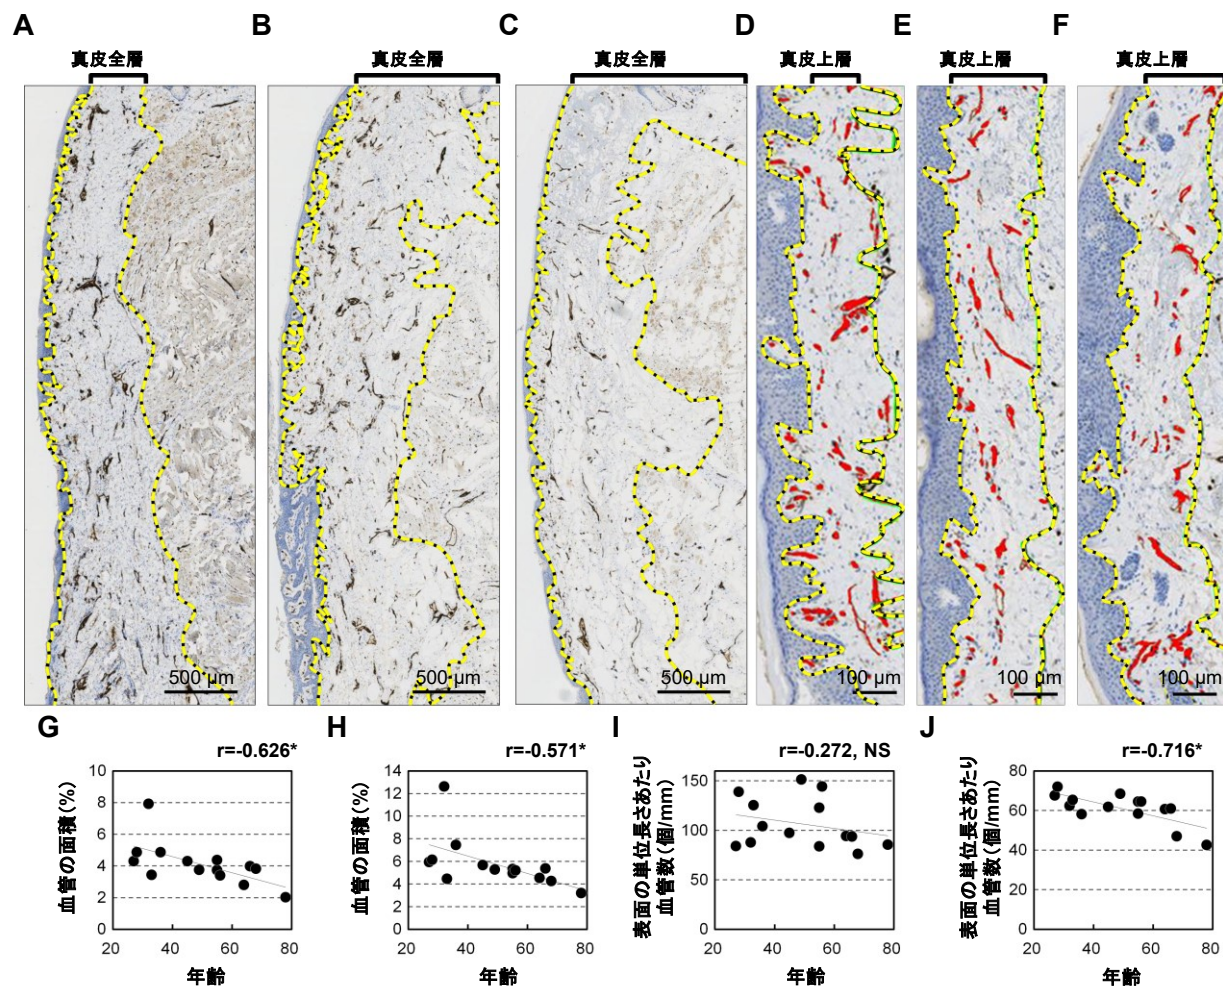 A
B
C
D
E
F
真皮全層
真皮全層
真皮全層
真皮上層
真皮上層
真皮上層
500 μm
500 μm
500 μm
100 μm
100 μm
100 μm
G
r=-0.626*
血管の面積(%)
10
8
6
4
2
0
20
40
60
80
年齢
H
r=-0.571*
血管の面積(%)
14
12
10
8
6
4
2
0
20
40
60
80
年齢
I
r=-0.272, NS
表面の単位長さあたり
血管数(個/mm)
150
100
50
0
20
40
60
80
年齢
J
r=-0.716*
表面の単位長さあたり
血管数(個/mm)
80
60
40
20
0
20
40
60
80
年齢